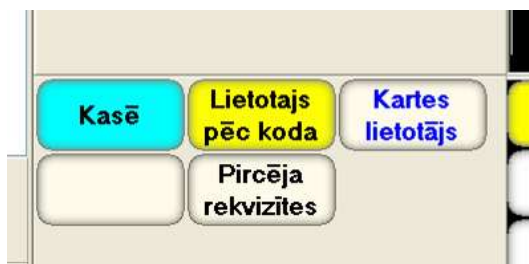 Kasē
Lietotajs
pēc koda
Kartes
lietotājs
Pircēja
rekvizītes